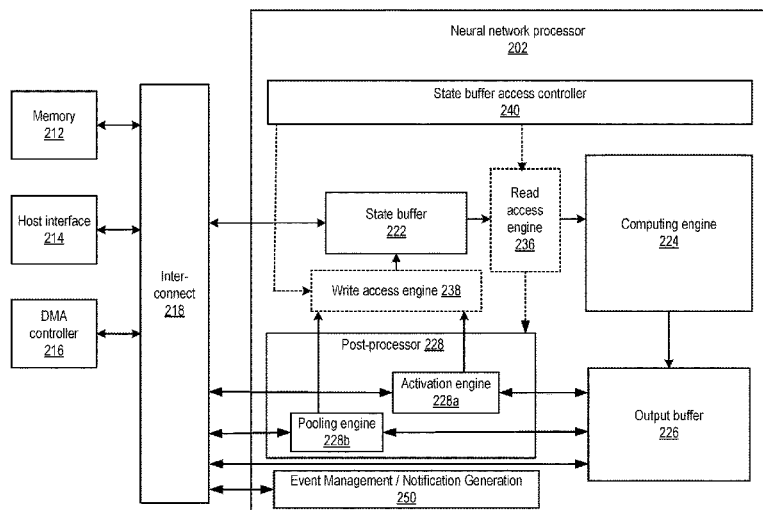 Neural network processor
202
State buffer access controller
240
Memory
212
Host interface
214
DMA
controller
216
Inter-
connect
218
State buffer
222
Read
access
engine
236
Computing engine
224
Write access engine 238
Post-processor 228
Activation engine
228a
Pooling engine
228b
Output buffer
226
Event Management / Notification Generation
250